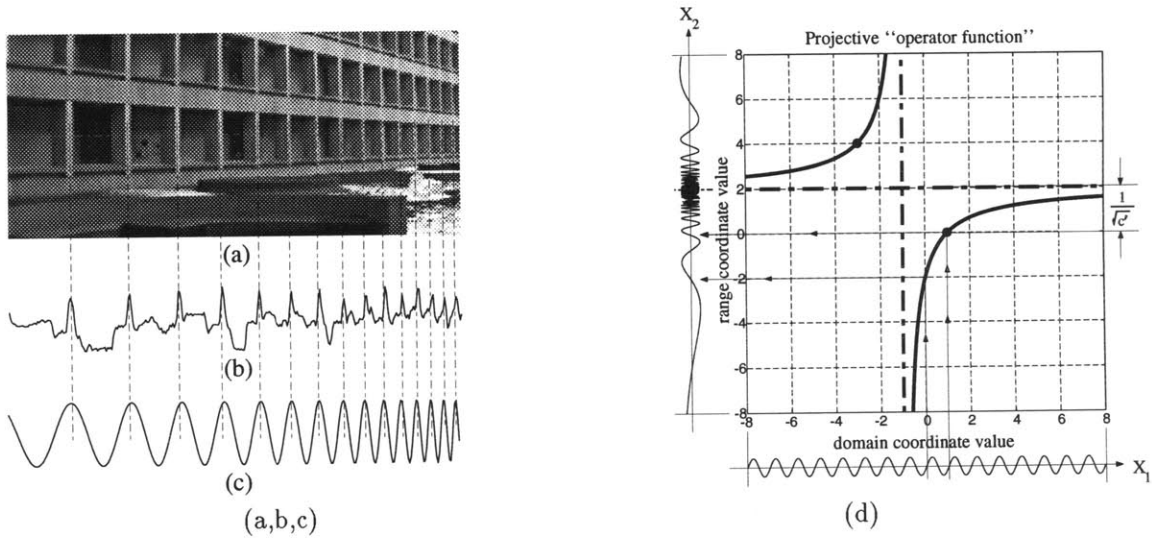 (a)
(b)
(c)
(a,b,c)
X₂
Projective “operator function”
8
6
4
2
0
-2
-4
-6
-8
range coordinate value
-8 -6 -4 -2 0 2 4 6 8
domain coordinate value
1
√c'
X₁
(d)